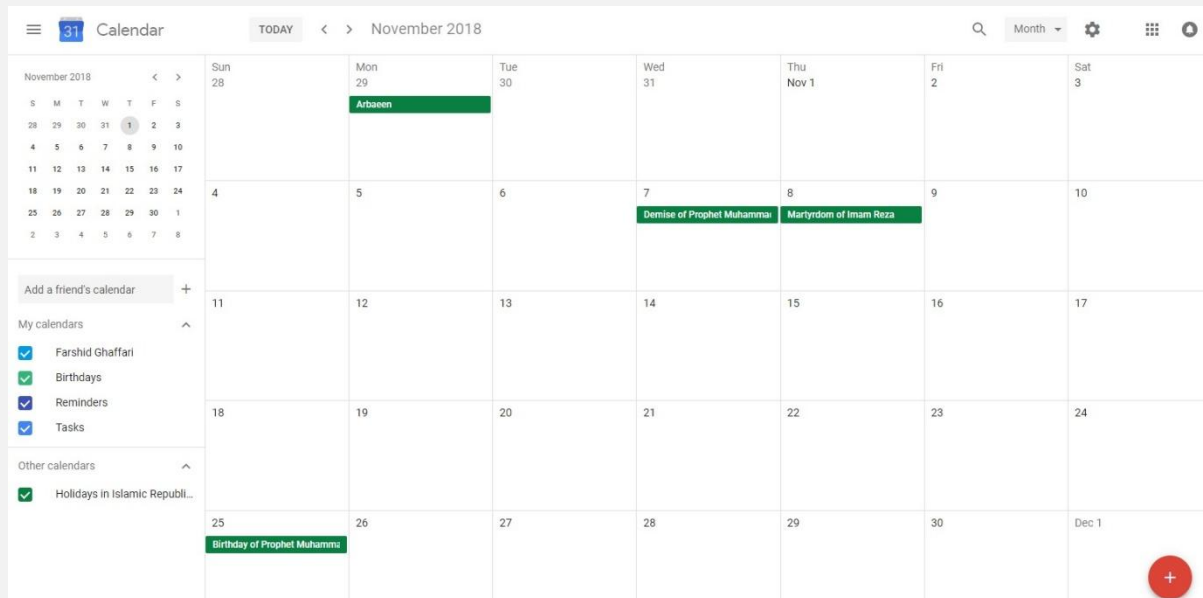 31 Calendar TODAY < > November 2018 Month
November 2018 < >
S M T W T F S
28 29 30 31 1 2 3
4 5 6 7 8 9 10
11 12 13 14 15 16 17
18 19 20 21 22 23 24
25 26 27 28 29 30 1
2 3 4 5 6 7 8
Add a friend's calendar +
My calendars
Farshid Ghaffari
Birthdays
Reminders
Tasks
Other calendars
Holidays in Islamic Republi...
Sun Mon Tue Wed Thu Fri Sat
28 29 30 31 Nov 1 2 3
Arbaeen
4 5 6 7 8 9 10
Demise of Prophet Muhamma Martyrdom of Imam Reza
11 12 13 14 15 16 17
18 19 20 21 22 23 24
25 26 27 28 29 30 Dec 1
Birthday of Prophet Muhamma
+